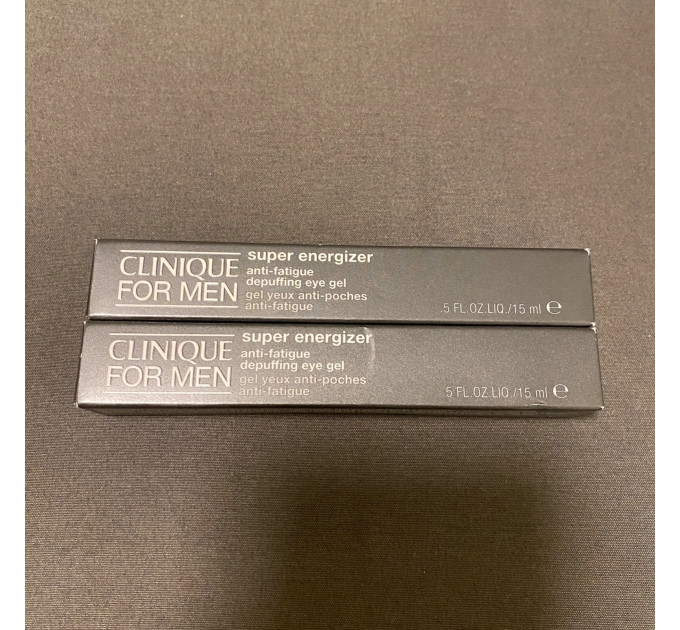 CLINIQUE
FOR MEN
super energizer
anti-fatigue
depuffing eye gel
gel yeux anti-poches
anti-fatigue
.5 FL.OZ.LIQ./15 ml ℮
CLINIQUE
FOR MEN
super energizer
anti-fatigue
depuffing eye gel
gel yeux anti-poches
anti-fatigue
.5 FL.OZ.LIQ./15 ml ℮